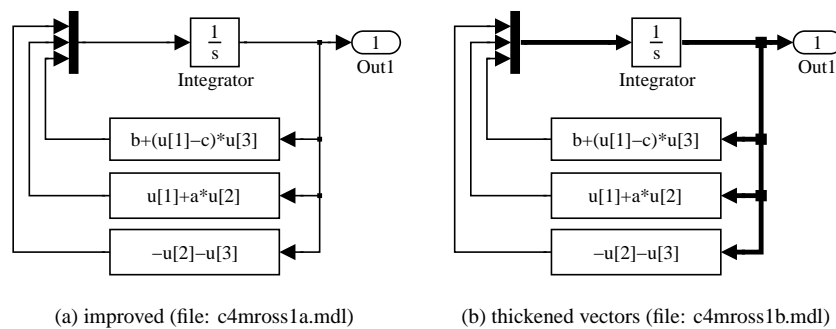 1
s
Integrator
1
Out1
b+(u[1]−c)*u[3]
u[1]+a*u[2]
−u[2]−u[3]
(a) improved (file: c4mross1a.mdl)
1
s
Integrator
1
Out1
b+(u[1]−c)*u[3]
u[1]+a*u[2]
−u[2]−u[3]
(b) thickened vectors (file: c4mross1b.mdl)